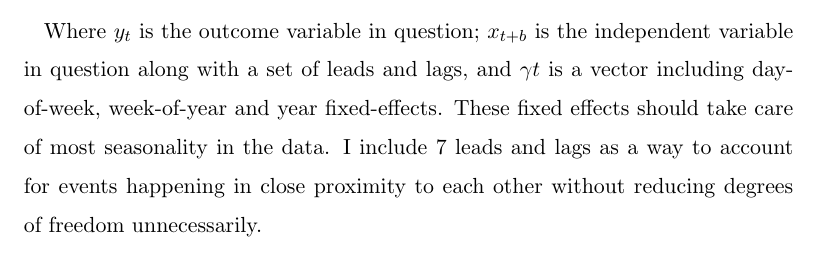 Where $y_t$ is the outcome variable in question; $x_{t+b}$ is the independent variable
in question along with a set of leads and lags, and $\gamma t$ is a vector including day-
of-week, week-of-year and year fixed-effects. These fixed effects should take care
of most seasonality in the data. I include 7 leads and lags as a way to account
for events happening in close proximity to each other without reducing degrees
of freedom unnecessarily.